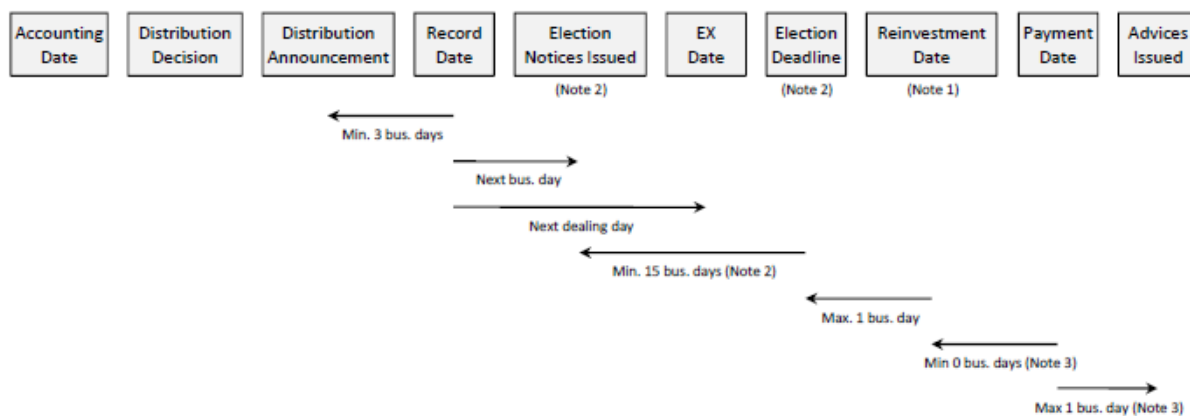 Accounting Date
Distribution Decision
Distribution Announcement
Record Date
Election Notices Issued
EX Date
Election Deadline
Reinvestment Date
Payment Date
Advices Issued
(Note 2)
(Note 2)
(Note 1)
Min. 3 bus. days
Next bus. day
Next dealing day
Min. 15 bus. days (Note 2)
Max. 1 bus. day
Min 0 bus. days (Note 3)
Max 1 bus. day (Note 3)